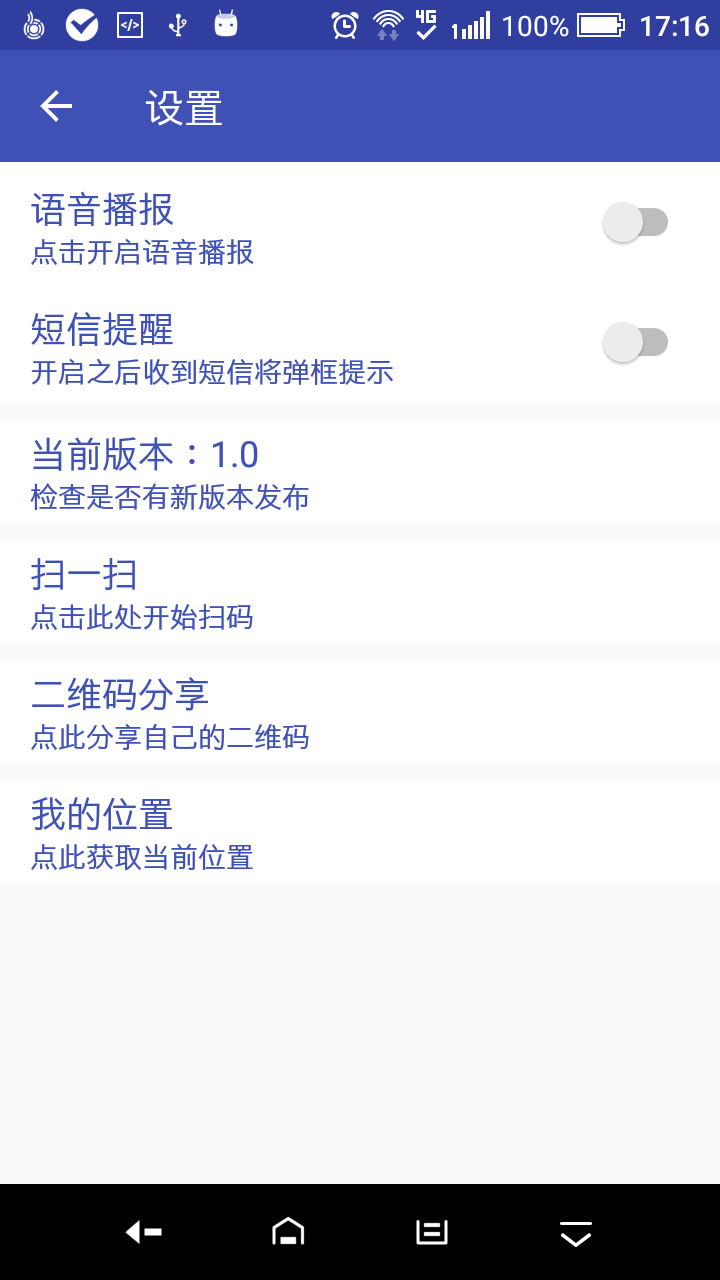 4G
1
100%
17:16
设置
语音播报
点击开启语音播报
短信提醒
开启之后收到短信将弹框提示
当前版本：1.0
检查是否有新版本发布
扫一扫
点击此处开始扫码
二维码分享
点此分享自己的二维码
我的位置
点此获取当前位置